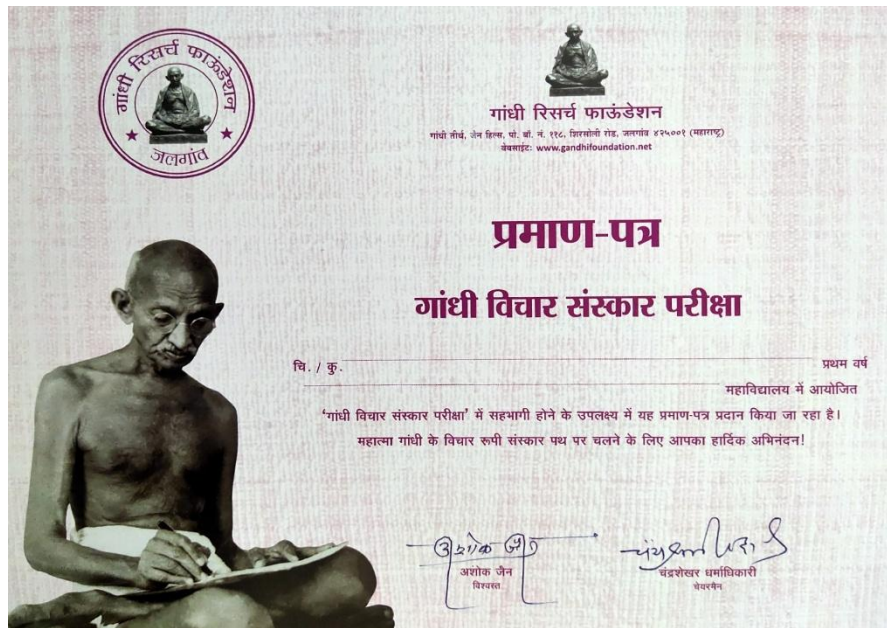 गांधी रिसर्च फाऊंडेशन
जलगांव
गांधी रिसर्च फाऊंडेशन
गांधी तीर्थ, जैन हिल्स, पो. बॉ. नं. ११८, शिरसोली रोड, जलगांव ४२५००१ (महाराष्ट्र)
वेबसाईट: www.gandhifoundation.net
प्रमाण-पत्र
गांधी विचार संस्कार परीक्षा
चि. / कु. प्रथम वर्ष
महाविद्यालय में आयोजित
‘गांधी विचार संस्कार परीक्षा’ में सहभागी होने के उपलक्ष्य में यह प्रमाण-पत्र प्रदान किया जा रहा है।
महात्मा गांधी के विचार रूपी संस्कार पथ पर चलने के लिए आपका हार्दिक अभिनंदन!
अशोक जैन
अशोक जैन
विश्वस्त
चंद्रशेखर धर्माधिकारी
चेयरमैन